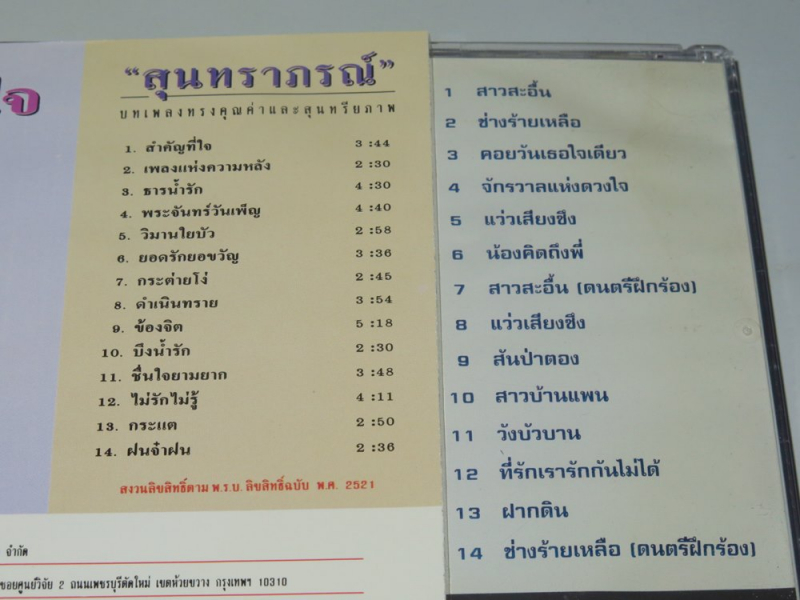 ใจ
“สุนทราภรณ์”
บทเพลงทรงคุณค่าและสุนทรียภาพ
1. สำคัญที่ใจ 3 :44
2. เพลงแห่งความหลัง 2 :30
3. ธารน้ำรัก 4 :30
4. พระจันทร์วันเพ็ญ 4 :40
5. วิมานใยบัว 2 :58
6. ยอดรักยอขวัญ 3 :36
7. กระต่ายโง่ 2 :45
8. ดำเนินทราย 3 :54
9. ข้องจิต 5 :18
10. บึงน้ำรัก 2 :30
11. ชื่นใจยามยาก 3 :48
12. ไม่รักไม่รู้ 4 :11
13. กระแต 2 :50
14. ฝนจ๋าฝน 2 :36
สงวนลิขสิทธิ์ตาม พ.ร.บ. ลิขสิทธิ์ฉบับ พ.ศ. 2521
จำกัด
ซอยศูนย์วิจัย 2 ถนนเพชรบุรีตัดใหม่ เขตห้วยขวาง กรุงเทพฯ 10310
1 สาวสะอื้น
2 ช่างร้ายเหลือ
3 คอยวันเธอใจเดียว
4 จักรวาลแห่งดวงใจ
5 แว่วเสียงซึง
6 น้องคิดถึงพี่
7 สาวสะอื้น (ดนตรีฝึกร้อง)
8 แว่วเสียงซึง
9 สันป่าตอง
10 สาวบ้านแพน
11 วังบัวบาน
12 ที่รักเรารักกันไม่ได้
13 ฝากดิน
14 ช่างร้ายเหลือ (ดนตรีฝึกร้อง)